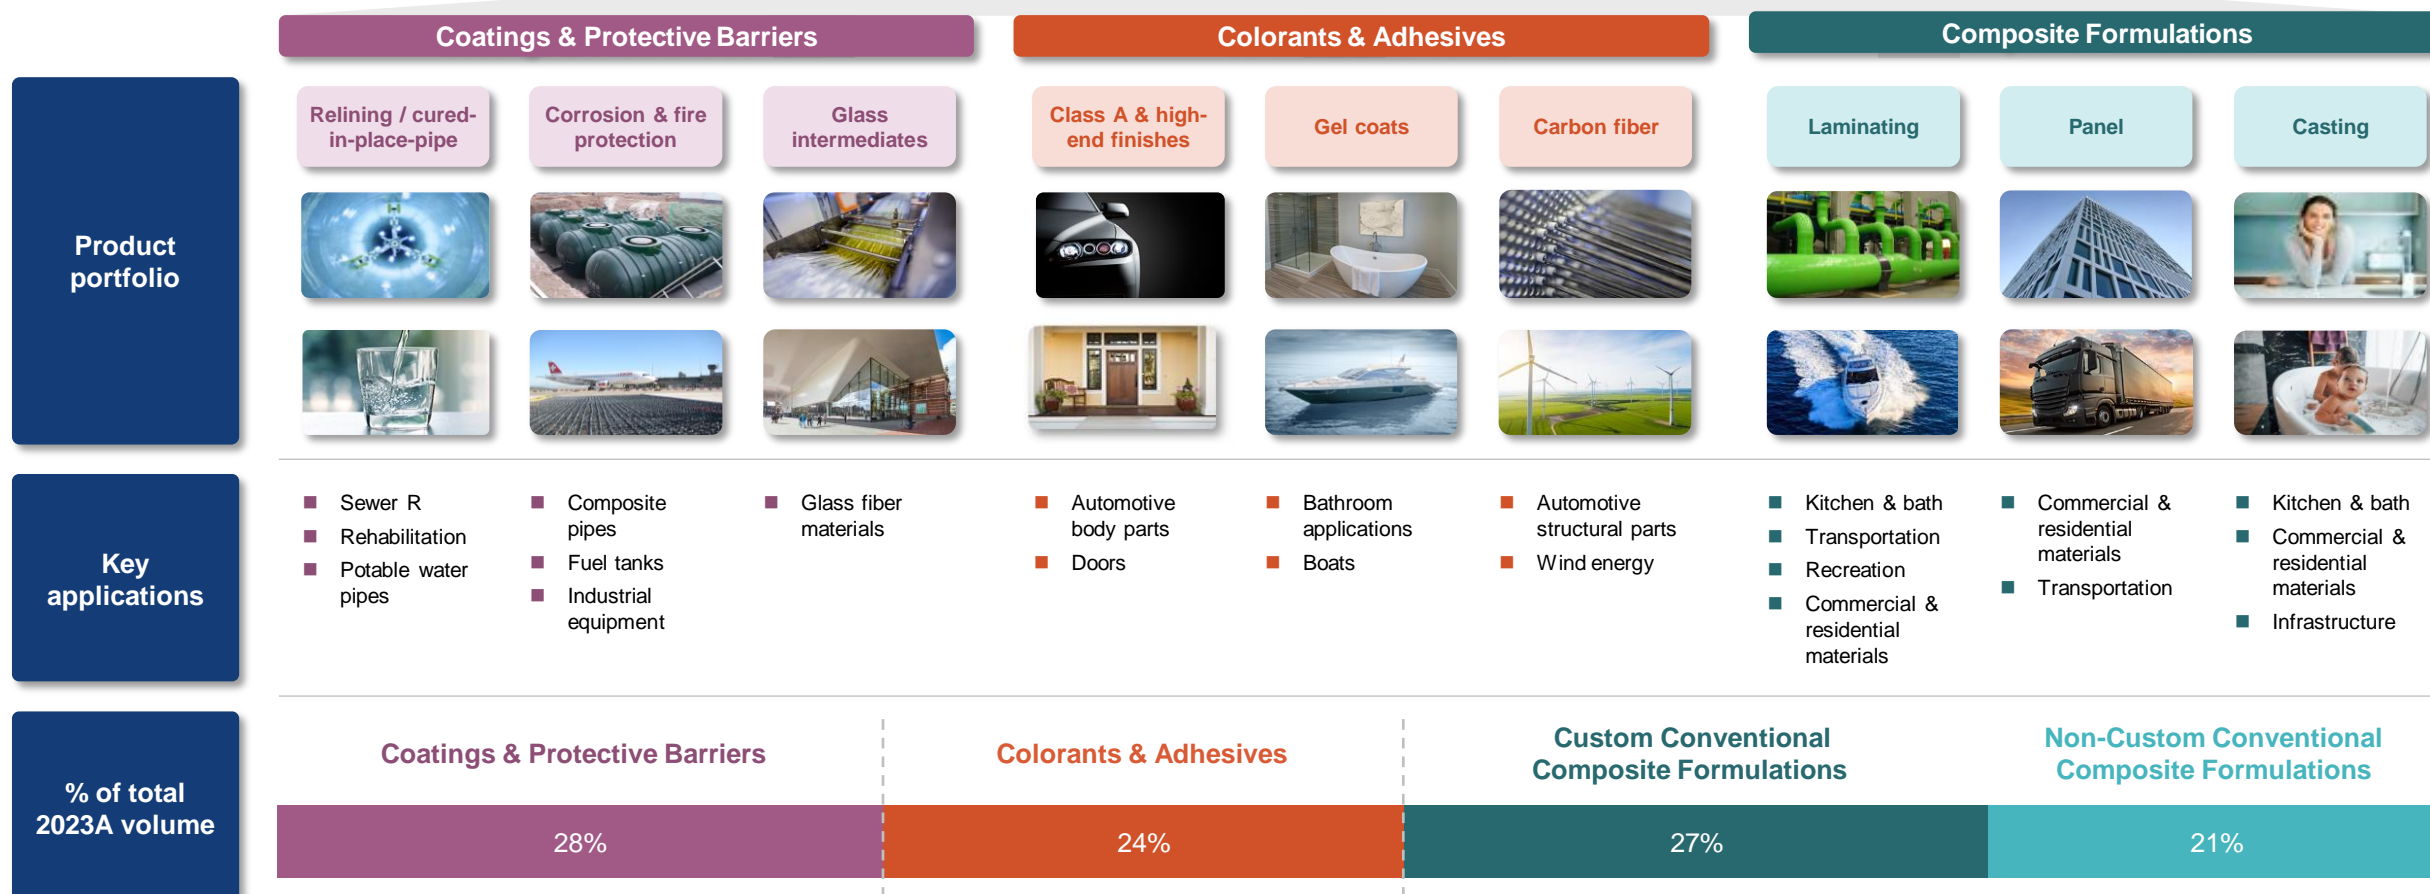 Coatings & Protective Barriers
Colorants & Adhesives
Composite Formulations
Product
portfolio
Relining / cured-
in-place-pipe
Corrosion & fire
protection
Glass
intermediates
Class A & high-
end finishes
Gel coats
Carbon fiber
Laminating
Panel
Casting
Key
applications
Sewer R
Rehabilitation
Potable water
pipes
Composite
pipes
Fuel tanks
Industrial
equipment
Glass fiber
materials
Automotive
body parts
Doors
Bathroom
applications
Boats
Automotive
structural parts
Wind energy
Kitchen & bath
Transportation
Recreation
Commercial &
residential
materials
Commercial &
residential
materials
Transportation
Kitchen & bath
Commercial &
residential
materials
Infrastructure
% of total
2023A volume
Coatings & Protective Barriers
Colorants & Adhesives
Custom Conventional
Composite Formulations
Non-Custom Conventional
Composite Formulations
28%
24%
27%
21%